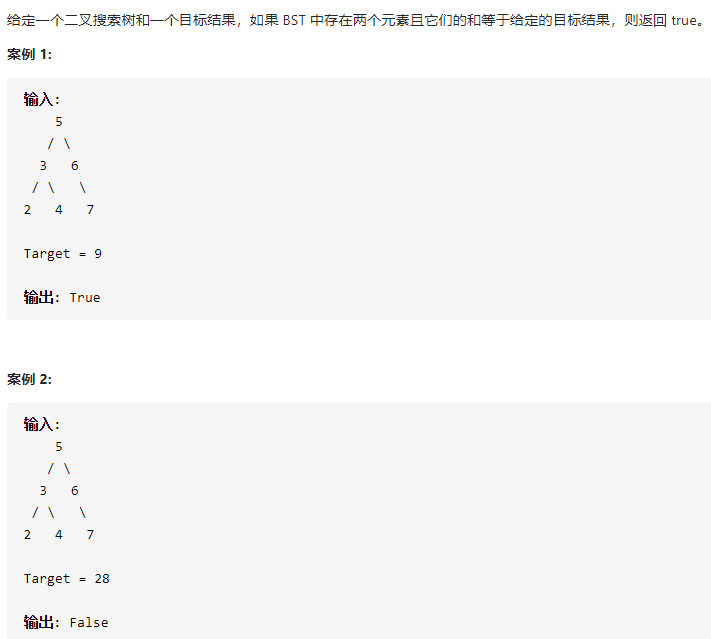 给定一个二叉搜索树和一个目标结果，如果 BST 中存在两个元素且它们的和等于给定的目标结果，则返回 true。
案例 1:
输入:
    5
   / \
  3   6
 / \   \
2   4   7
Target = 9
输出: True
案例 2:
输入:
    5
   / \
  3   6
 / \   \
2   4   7
Target = 28
输出: False